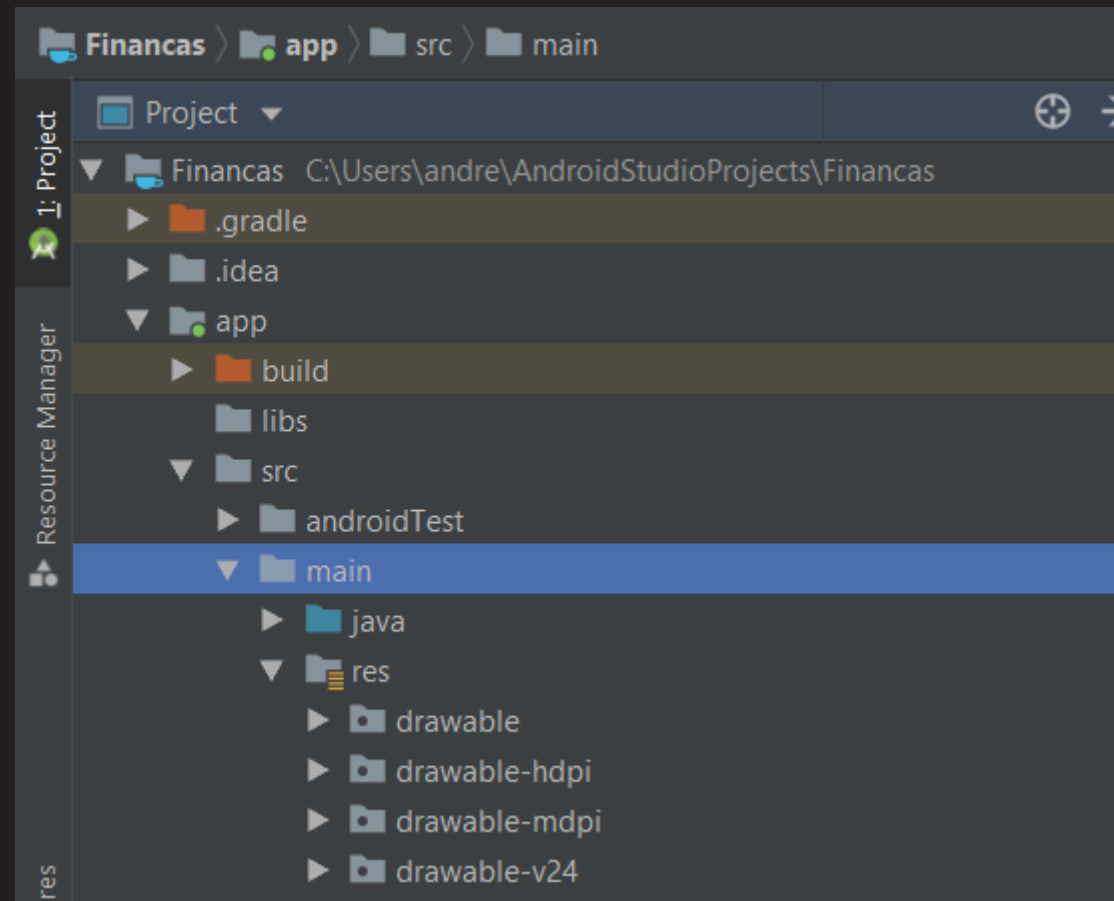 Financas app src main
Project
1: Project
Financas C:\Users\andre\AndroidStudioProjects\Financas
.gradle
.idea
app
build
Resource Manager
libs
src
androidTest
main
java
res
drawable
drawable-hdpi
drawable-mdpi
drawable-v24
res